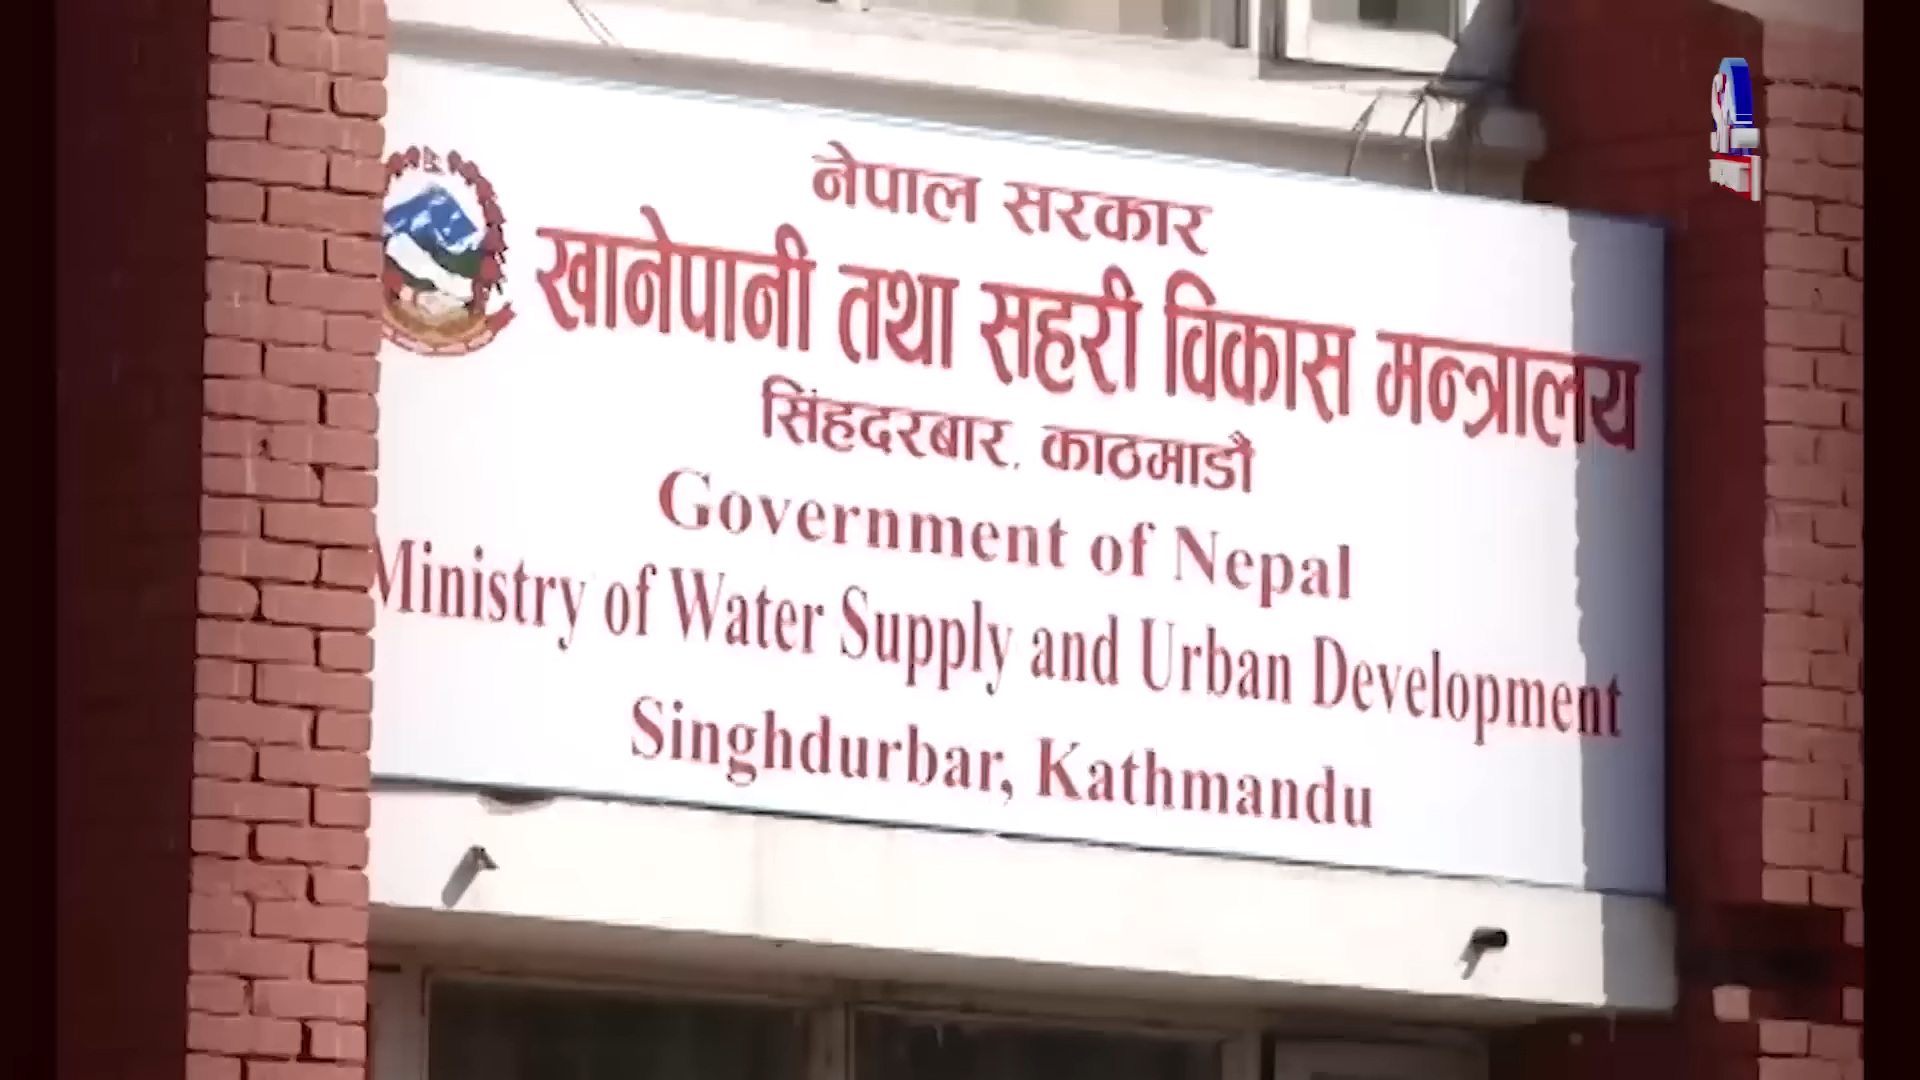 नेपाल सरकार
खानेपानी तथा सहरी विकास मन्त्रालय
सिंहदरबार, काठमाडौं
Government of Nepal
Ministry of Water Supply and Urban Development
Singhdurbar, Kathmandu